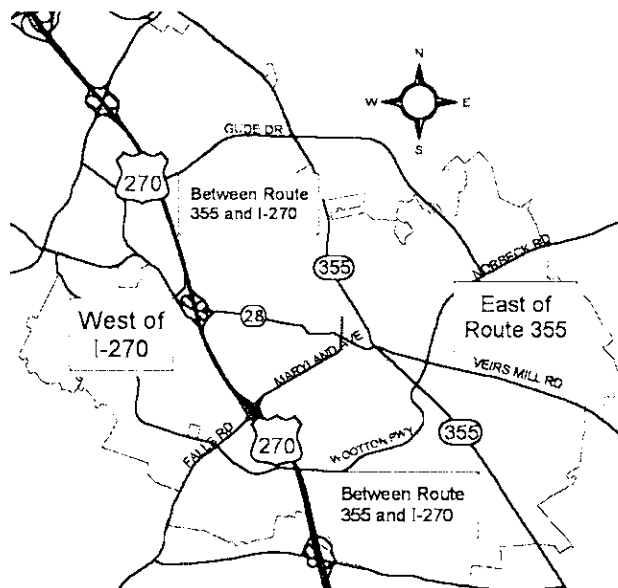 N
W E
S
GUDE DR
270
Between Route
355 and I-270
355
NORBECK RD
West of
I-270
28
East of
Route 355
MARYLAND AVE
VEIRS MILL RD
FALLS RD
270
WOOTTON PWY
355
Between Route
355 and I-270